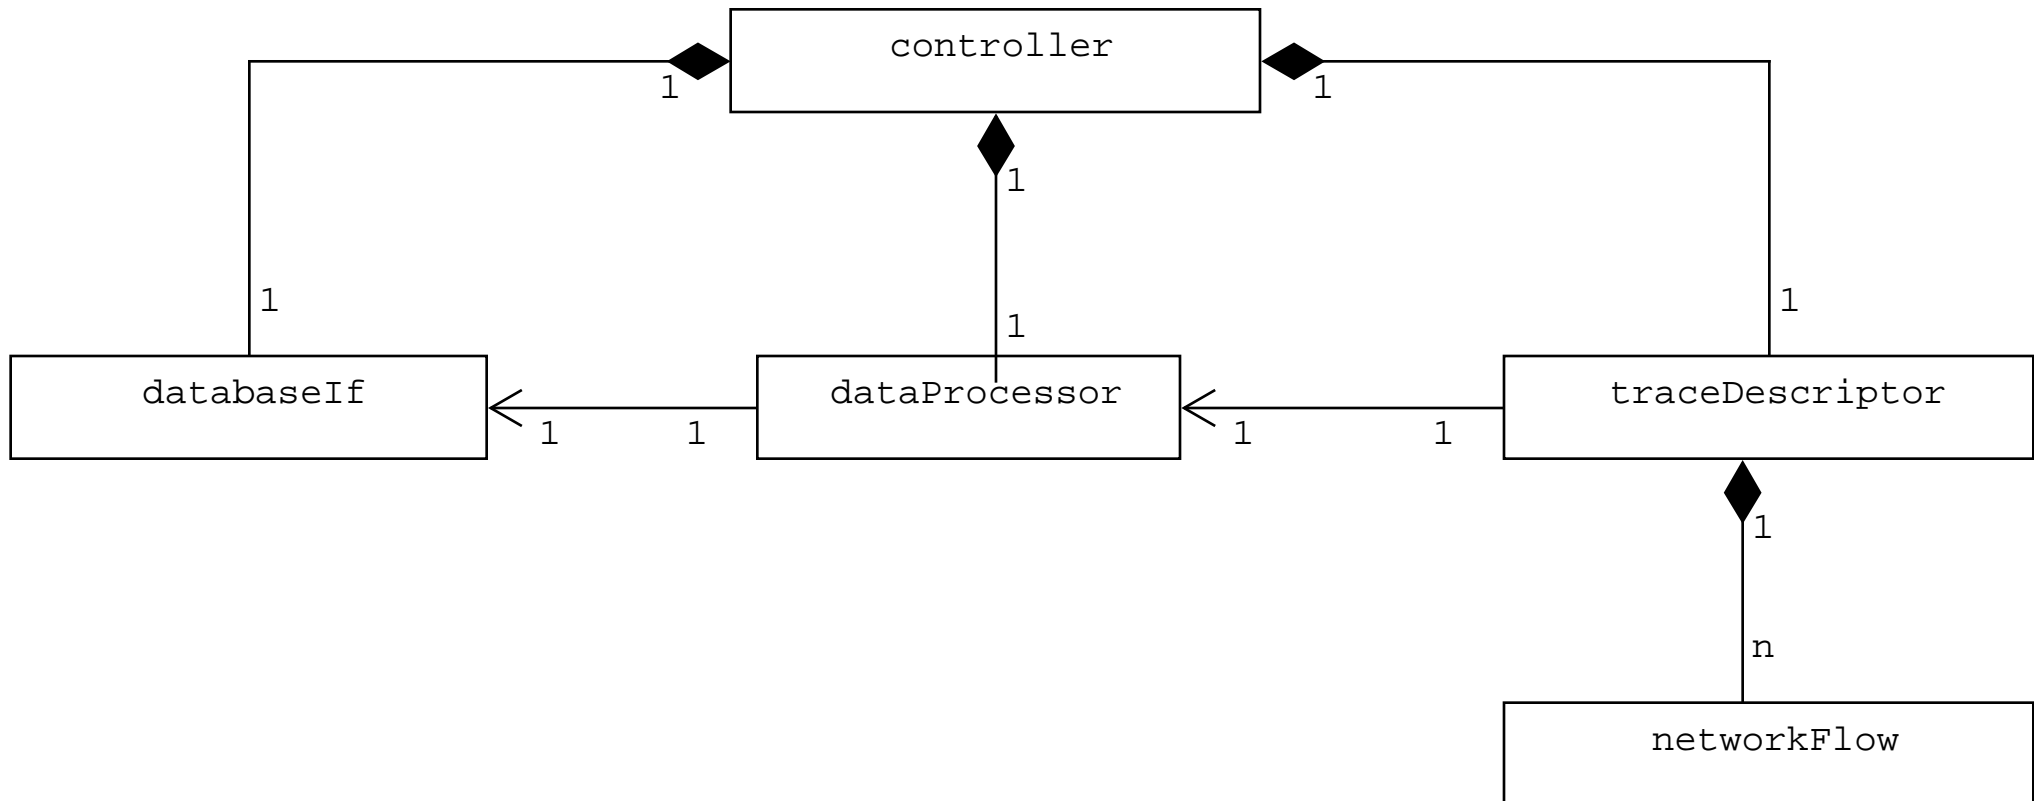 controller
1
1
1
1
1
1
databaseIf
dataProcessor
traceDescriptor
1
1
1
1
1
n
networkFlow